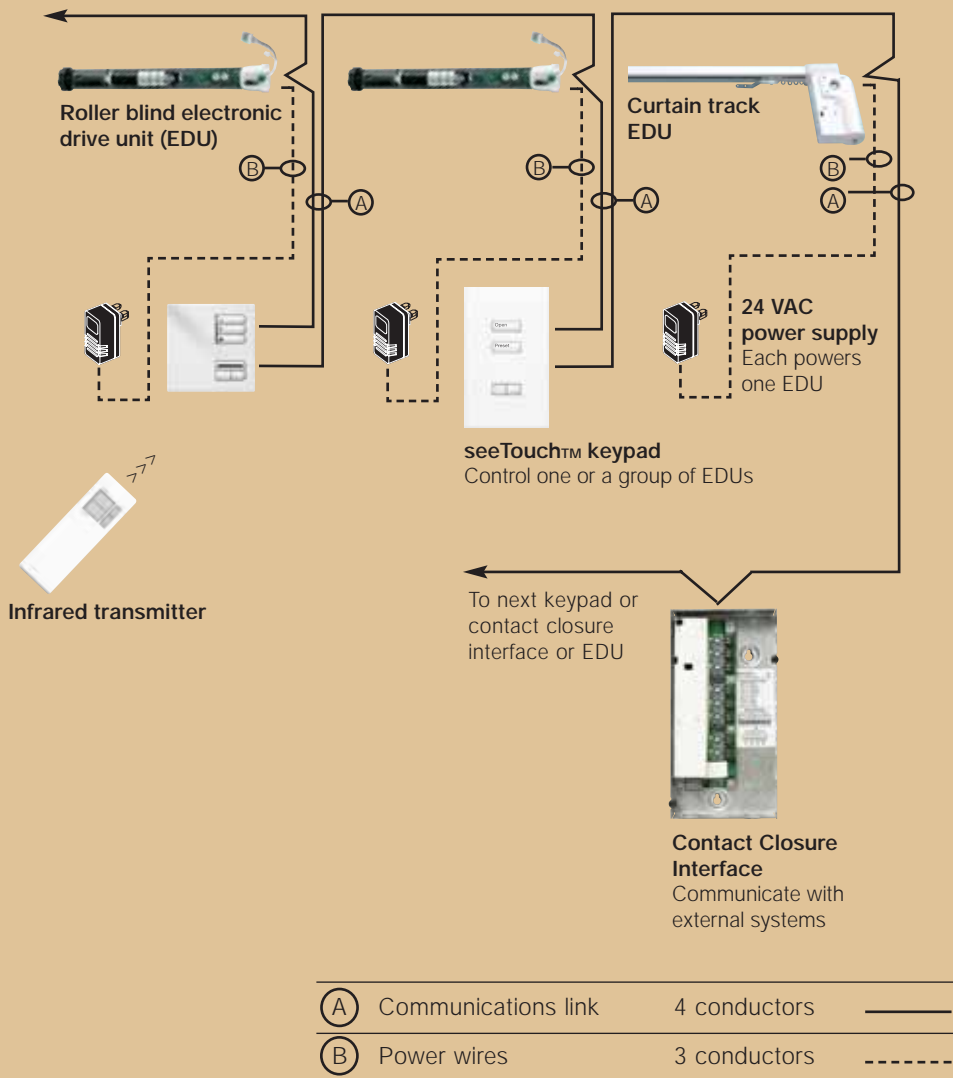 Roller blind electronic
drive unit (EDU)
Curtain track
EDU
B
A
B
A
B
A
24 VAC
power supply
Each powers
one EDU
Open
Preset
seeTouch™ keypad
Control one or a group of EDUs
Infrared transmitter
To next keypad or
contact closure
interface or EDU
Contact Closure
Interface
Communicate with
external systems
A Communications link 4 conductors
B Power wires 3 conductors